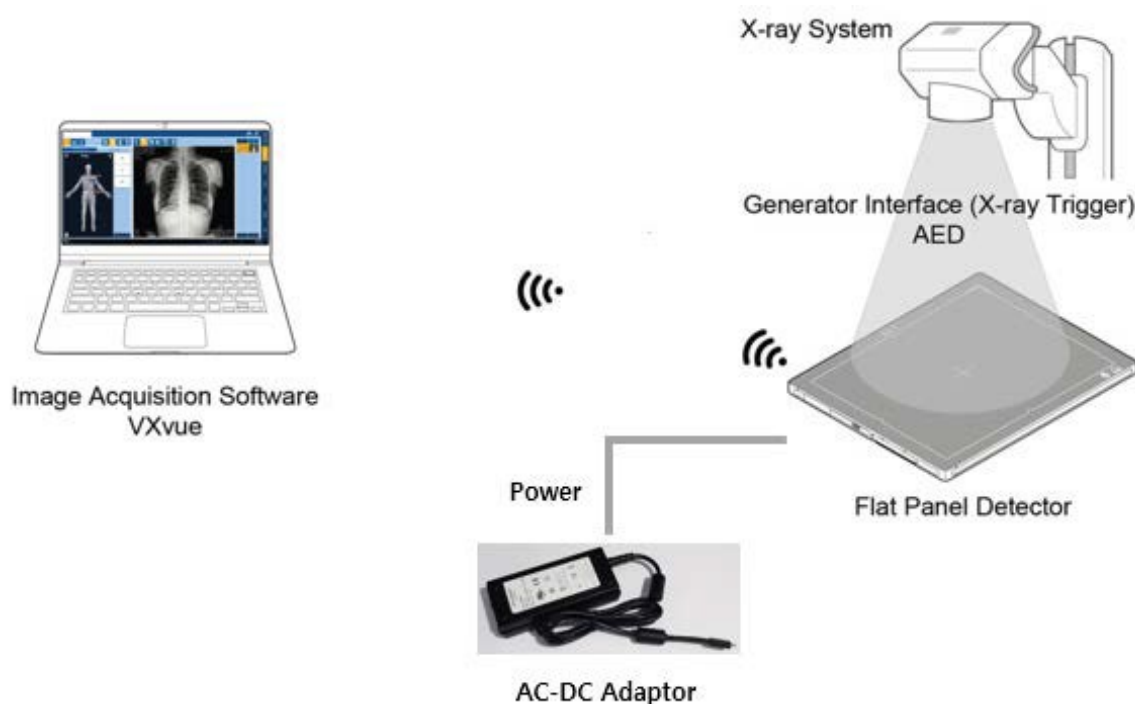 X-ray System
Generator Interface (X-ray Trigger)
AED
Image Acquisition Software
VXvue
Power
Flat Panel Detector
AC-DC Adaptor